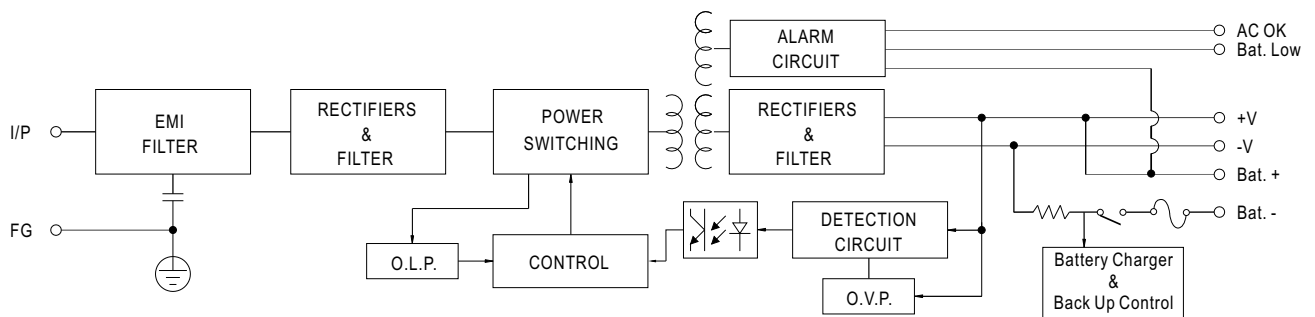 ALARM
CIRCUIT
AC OK
Bat. Low
I/P
EMI
FILTER
RECTIFIERS
&
FILTER
POWER
SWITCHING
RECTIFIERS
&
FILTER
+V
-V
Bat. +
Bat. -
FG
O.L.P.
CONTROL
DETECTION
CIRCUIT
O.V.P.
Battery Charger
&
Back Up Control